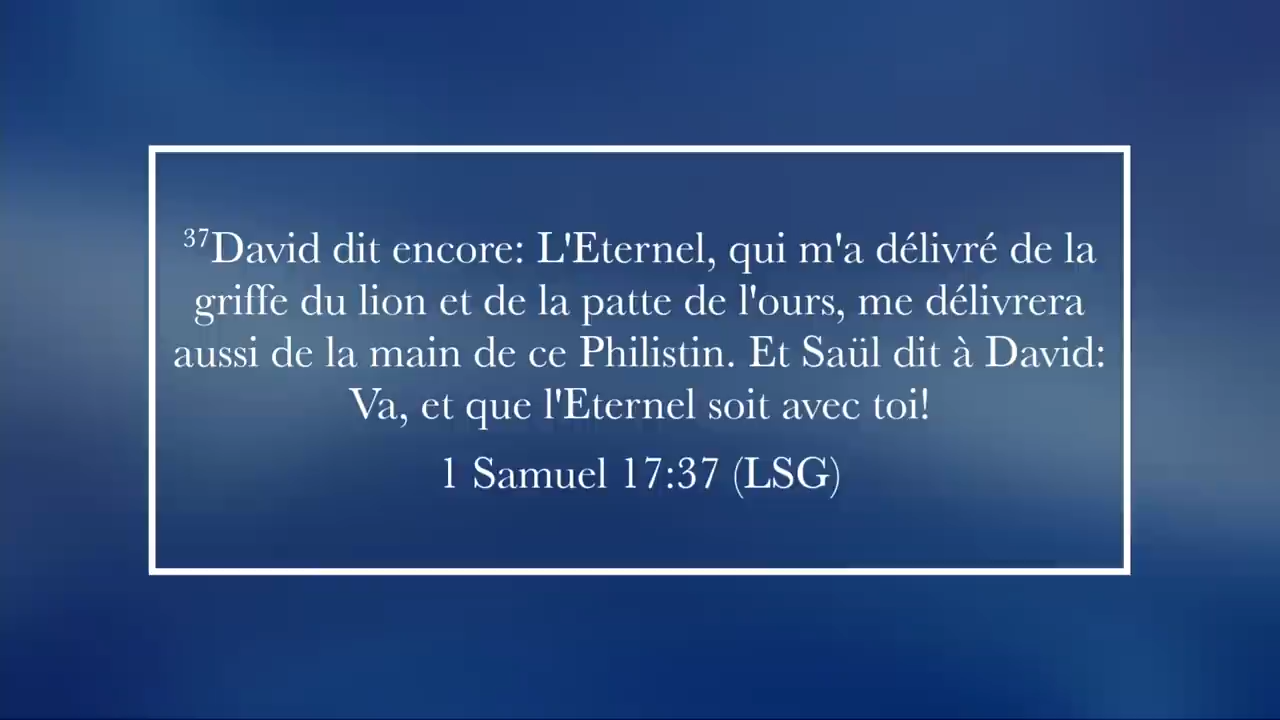 37David dit encore: L'Eternel, qui m'a délivré de la
griffe du lion et de la patte de l'ours, me délivrera
aussi de la main de ce Philistin. Et Saül dit à David:
Va, et que l'Eternel soit avec toi!
1 Samuel 17:37 (LSG)